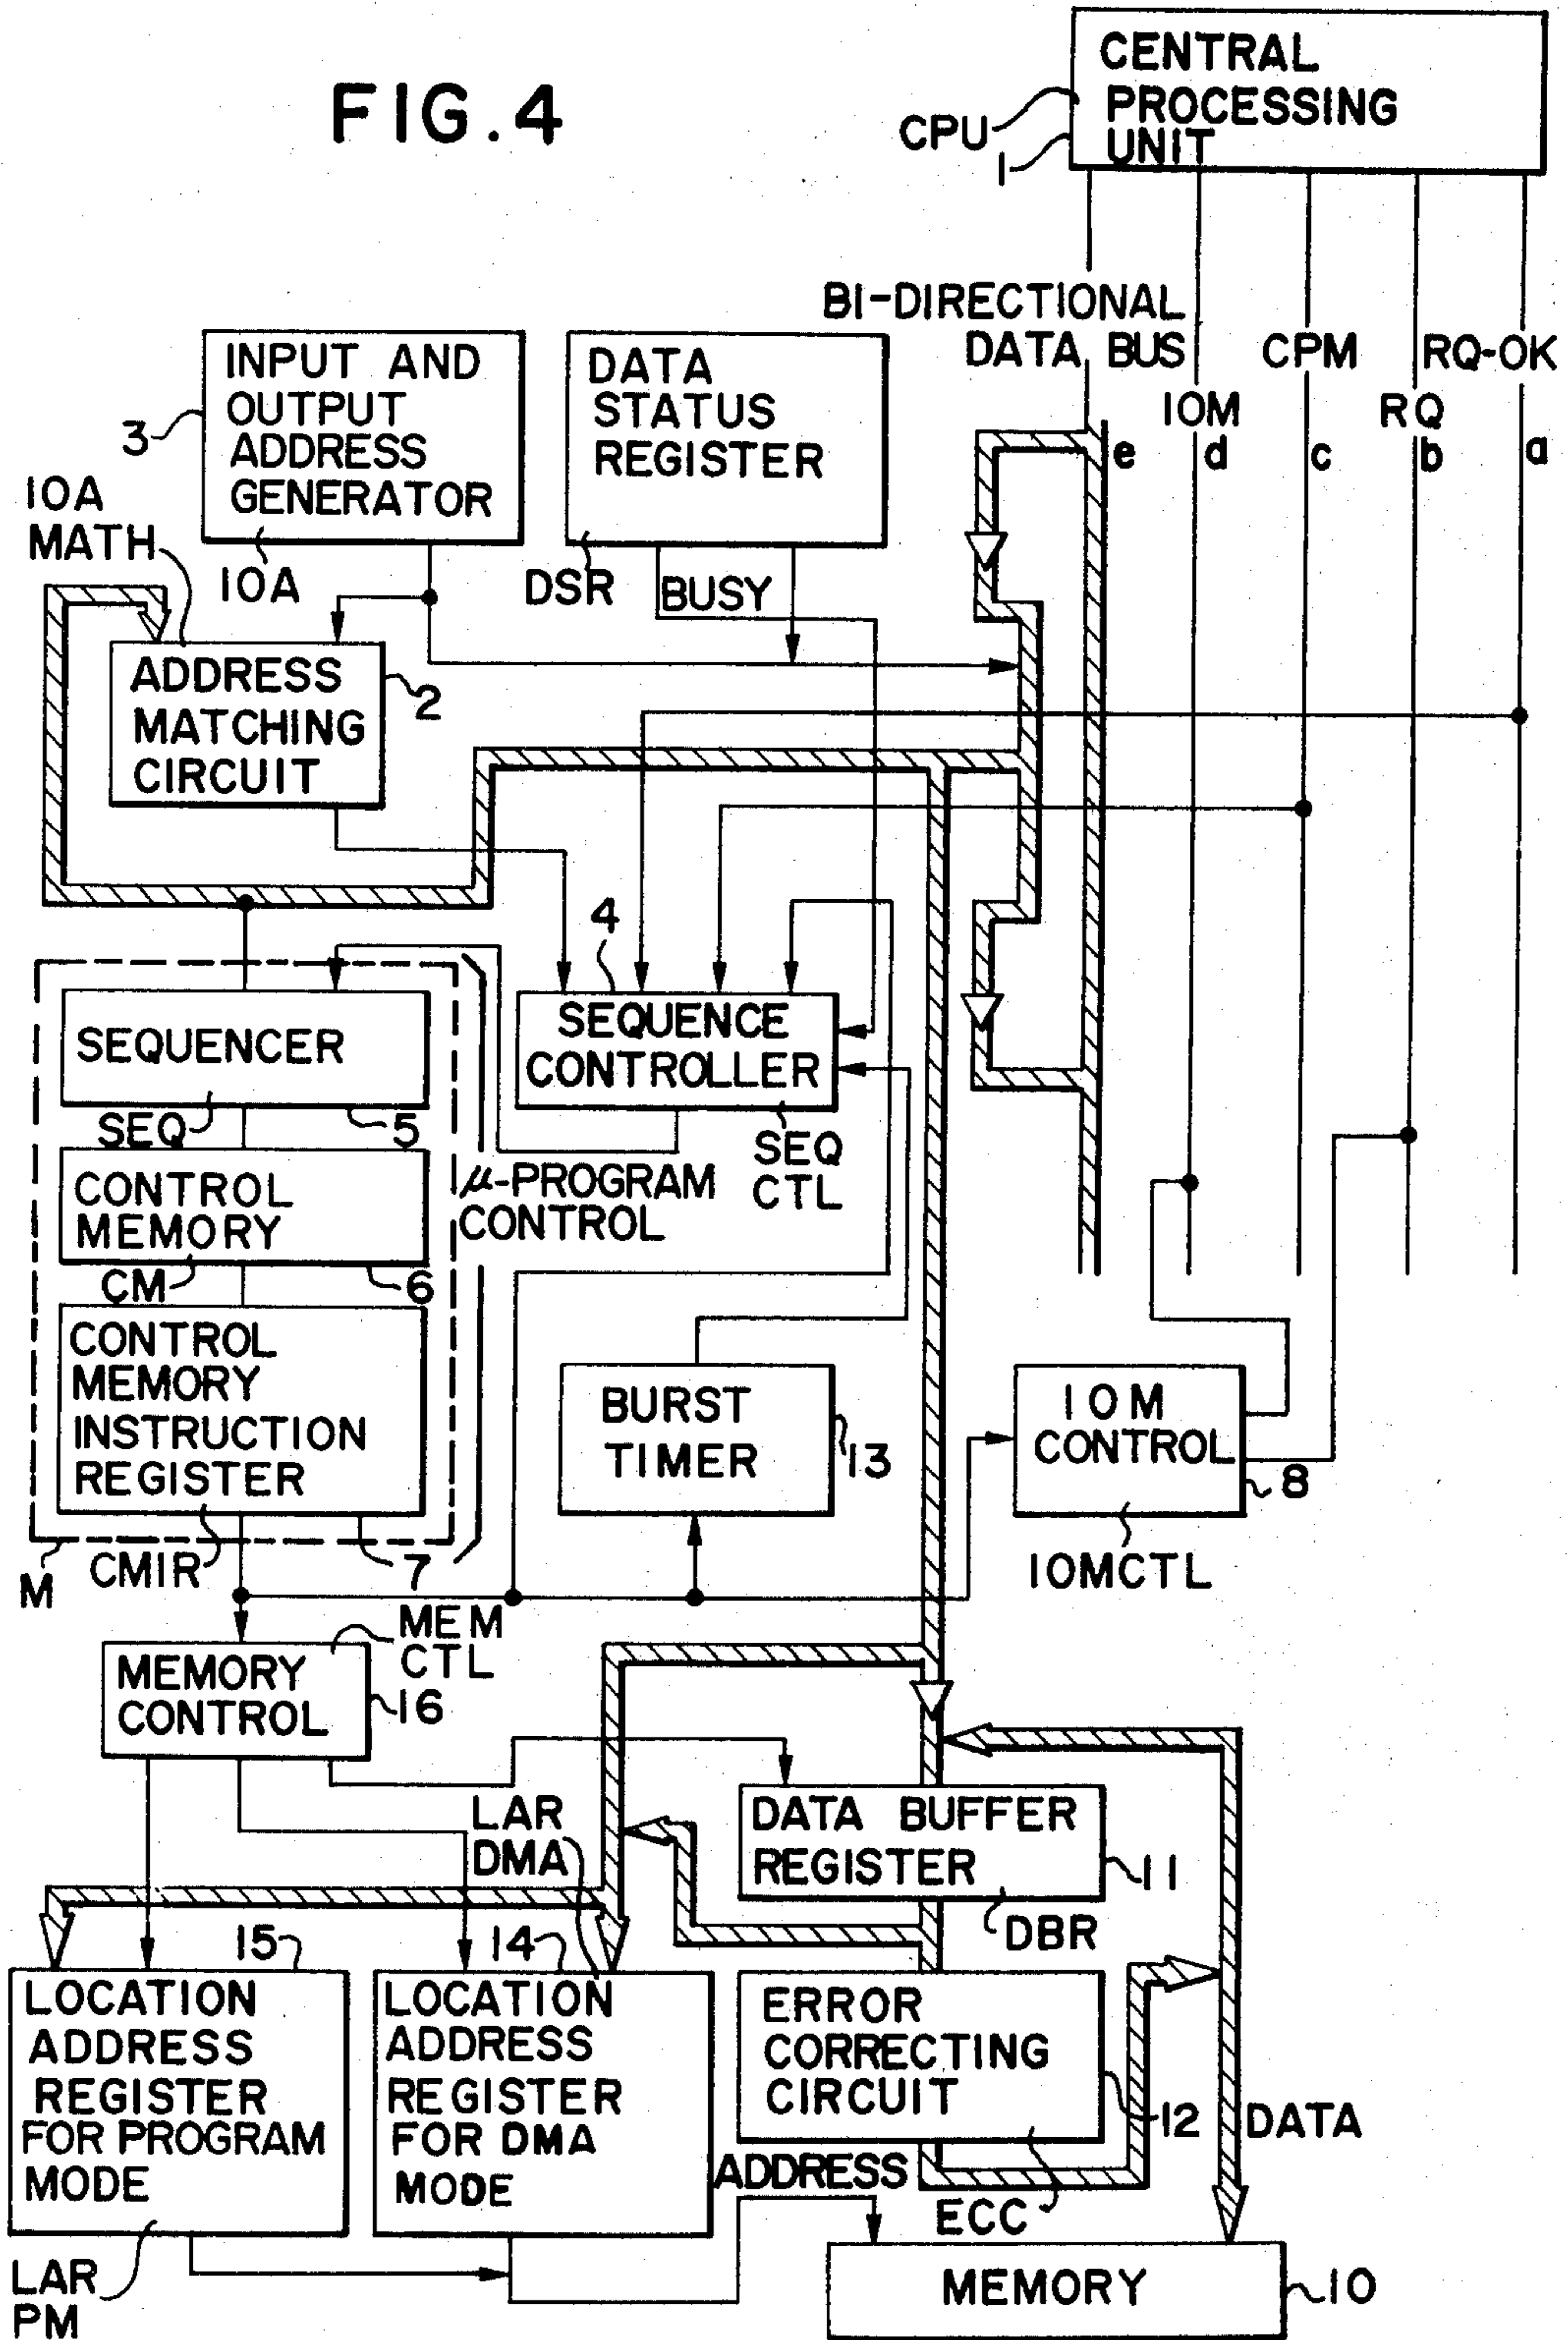 FIG. 4
CENTRAL
PROCESSING
UNIT
CPU
1
BI-DIRECTIONAL
DATA BUS
IOM
CPM
RQ
RQ-OK
e
d
c
b
a
INPUT AND
OUTPUT
ADDRESS
GENERATOR
3
IOA
DATA
STATUS
REGISTER
DSR
BUSY
IOA
MATH
ADDRESS
MATCHING
CIRCUIT
2
4
SEQUENCE
CONTROLLER
SEQ
CTL
SEQUENCER
SEQ
5
CONTROL
MEMORY
CM
6
μ-PROGRAM
CONTROL
CONTROL
MEMORY
INSTRUCTION
REGISTER
CMIR
7
M
BURST
TIMER
13
IOM
CONTROL
8
IOMCTL
MEM
CTL
MEMORY
CONTROL
16
LAR
DMA
DATA BUFFER
REGISTER
11
DBR
15
LOCATION
ADDRESS
REGISTER
FOR PROGRAM
MODE
LAR
PM
14
LOCATION
ADDRESS
REGISTER
FOR DMA
MODE
ERROR
CORRECTING
CIRCUIT
12
ECC
ADDRESS
DATA
MEMORY
10